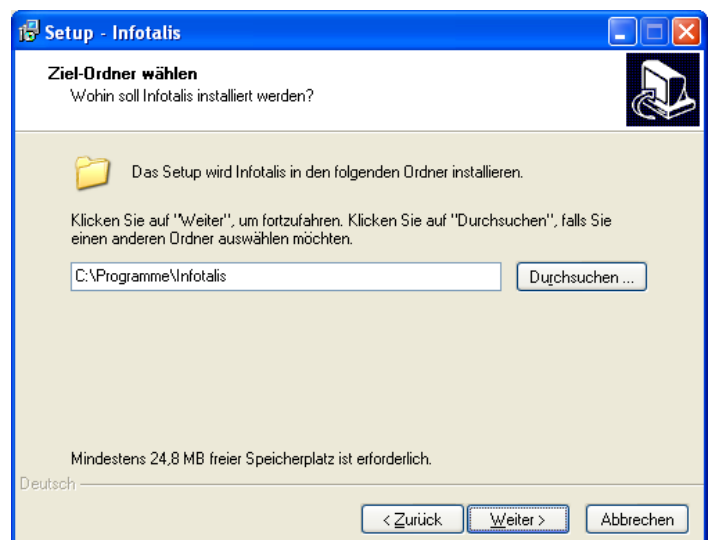 Setup - Infotalis
Ziel-Ordner wählen
Wohin soll Infotalis installiert werden?
Das Setup wird Infotalis in den folgenden Ordner installieren.
Klicken Sie auf "Weiter", um fortzufahren. Klicken Sie auf "Durchsuchen", falls Sie
einen anderen Ordner auswählen möchten.
C:\Programme\Infotalis
Durchsuchen ...
Mindestens 24,8 MB freier Speicherplatz ist erforderlich.
Deutsch
< Zurück
Weiter >
Abbrechen